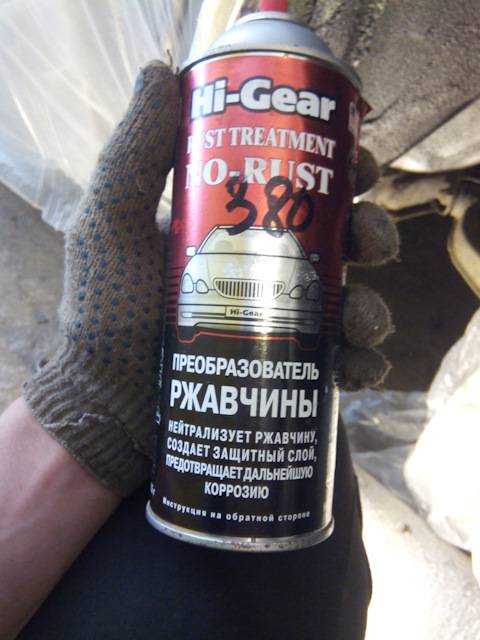 Hi-Gear
RUST TREATMENT
NO-RUST
380
Hi-Gear
ПРЕОБРАЗОВАТЕЛЬ
РЖАВЧИНЫ
НЕЙТРАЛИЗУЕТ РЖАВЧИНУ,
СОЗДАЕТ ЗАЩИТНЫЙ СЛОЙ,
ПРЕДОТВРАЩАЕТ ДАЛЬНЕЙШУЮ
КОРРОЗИЮ
Инструкция на обратной стороне